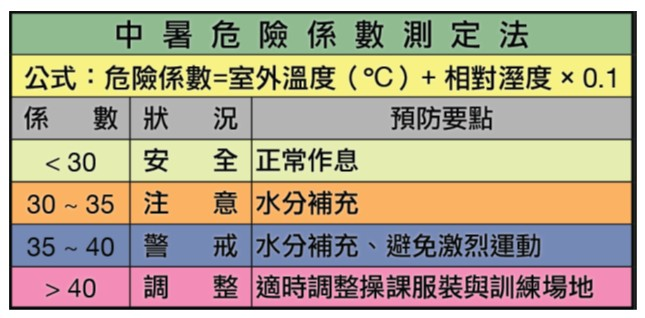 中暑危險係數測定法
公式：危險係數=室外溫度（℃）+ 相對溼度 × 0.1
係數 狀況 預防要點
< 30 安全 正常作息
30 ~ 35 注意 水分補充
35 ~ 40 警戒 水分補充、避免激烈運動
> 40 調整 適時調整操課服裝與訓練場地